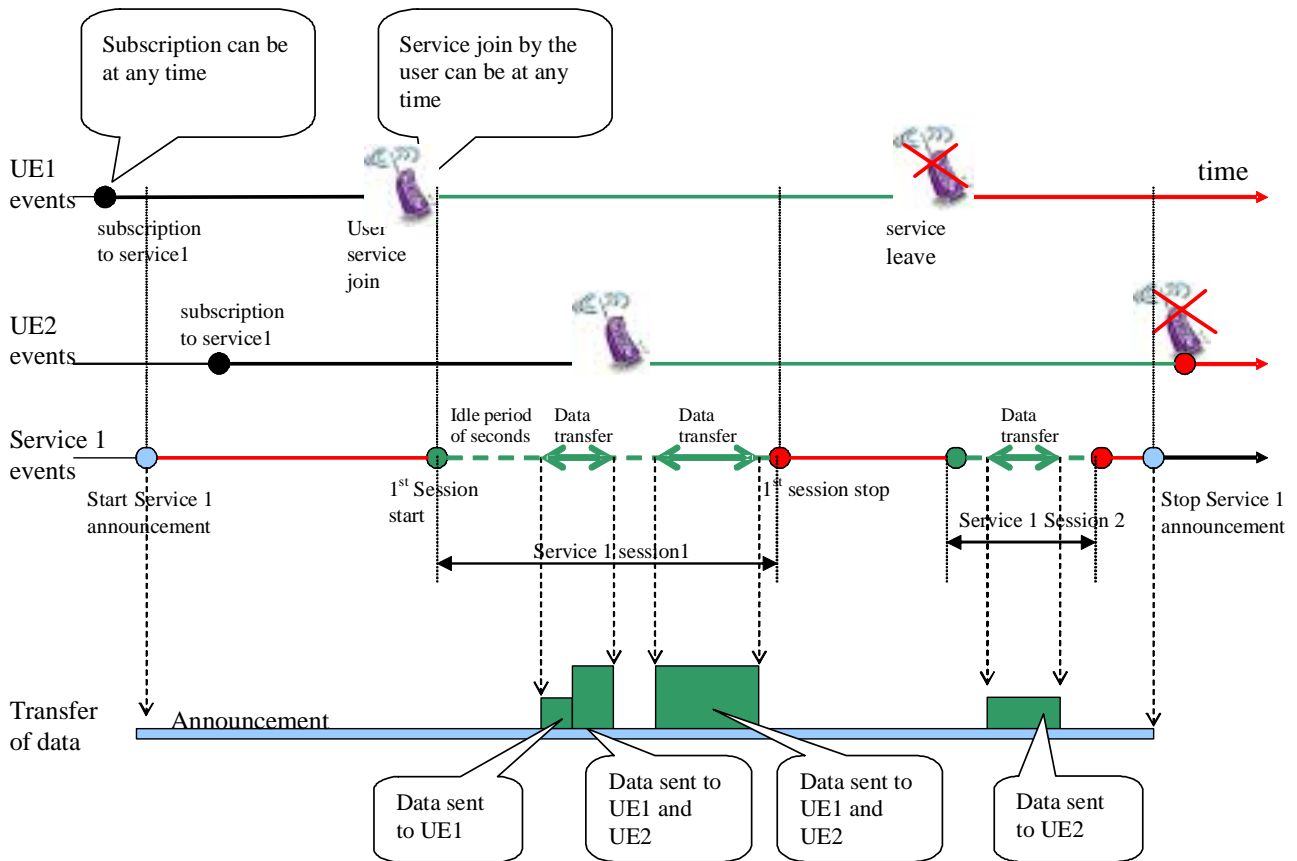 Subscription can be
at any time
Service join by the
user can be at any
time
UE1
events
time
subscription
to service1
User
service
join
service
leave
UE2
events
subscription
to service1
Service 1
events
Idle period
of seconds
Data
transfer
Data
transfer
Data
transfer
Start Service 1
announcement
1st Session
start
1st session stop
Service 1 Session 2
Stop Service 1
announcement
Service 1 session1
Transfer
of data
Announcement
Data sent
to UE1
Data sent to
UE1 and
UE2
Data sent to
UE1 and
UE2
Data sent
to UE2